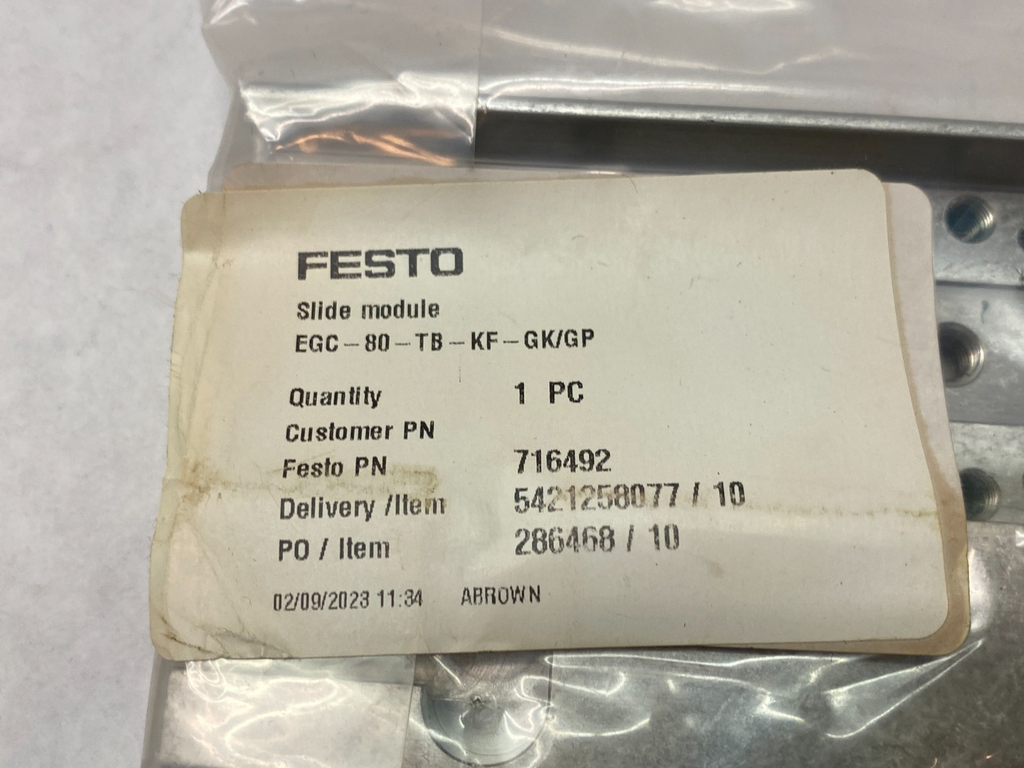 FESTO
Slide module
EGC-80-TB-KF-GK/GP
Quantity 1 PC
Customer PN
Festo PN 716492
Delivery /Item 5421258077 / 10
PO / Item 286468 / 10
02/09/2023 11:34 ABROWN